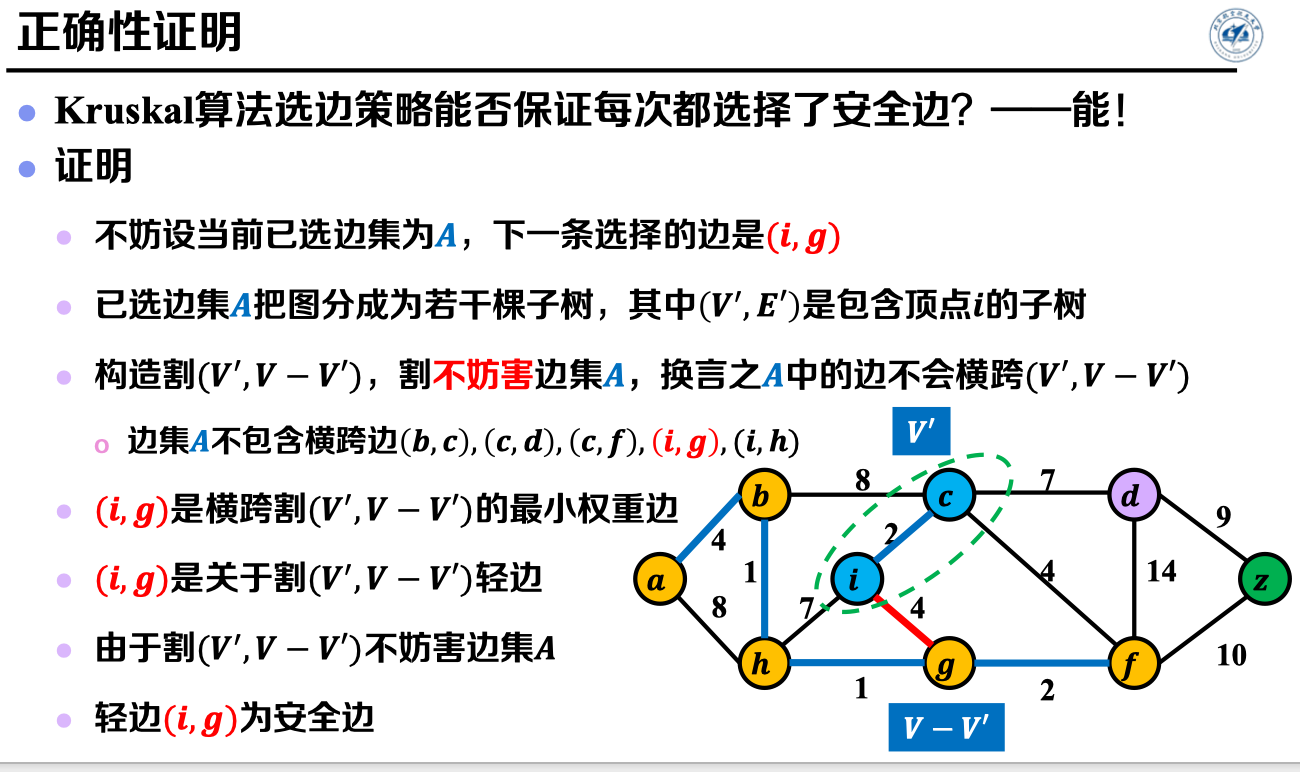 正确性证明
Kruskal算法选边策略能否保证每次都选择了安全边？——能！
证明
不妨设当前已选边集为A，下一条选择的边是(i, g)
已选边集A把图分成为若干棵子树，其中(V′, E′)是包含顶点i的子树
构造割(V′, V − V′)，割不妨害边集A，换言之A中的边不会横跨(V′, V − V′)
边集A不包含横跨边(b, c), (c, d), (c, f), (i, g), (i, h)
V′
(i, g)是横跨割(V′, V − V′)的最小权重边
(i, g)是关于割(V′, V − V′)轻边
由于割(V′, V − V′)不妨害边集A
轻边(i, g)为安全边
b 8 c 7 d
4 1 2 9
a i 4 14 z
8 7 4
h 1 g 2 f 10
V − V′